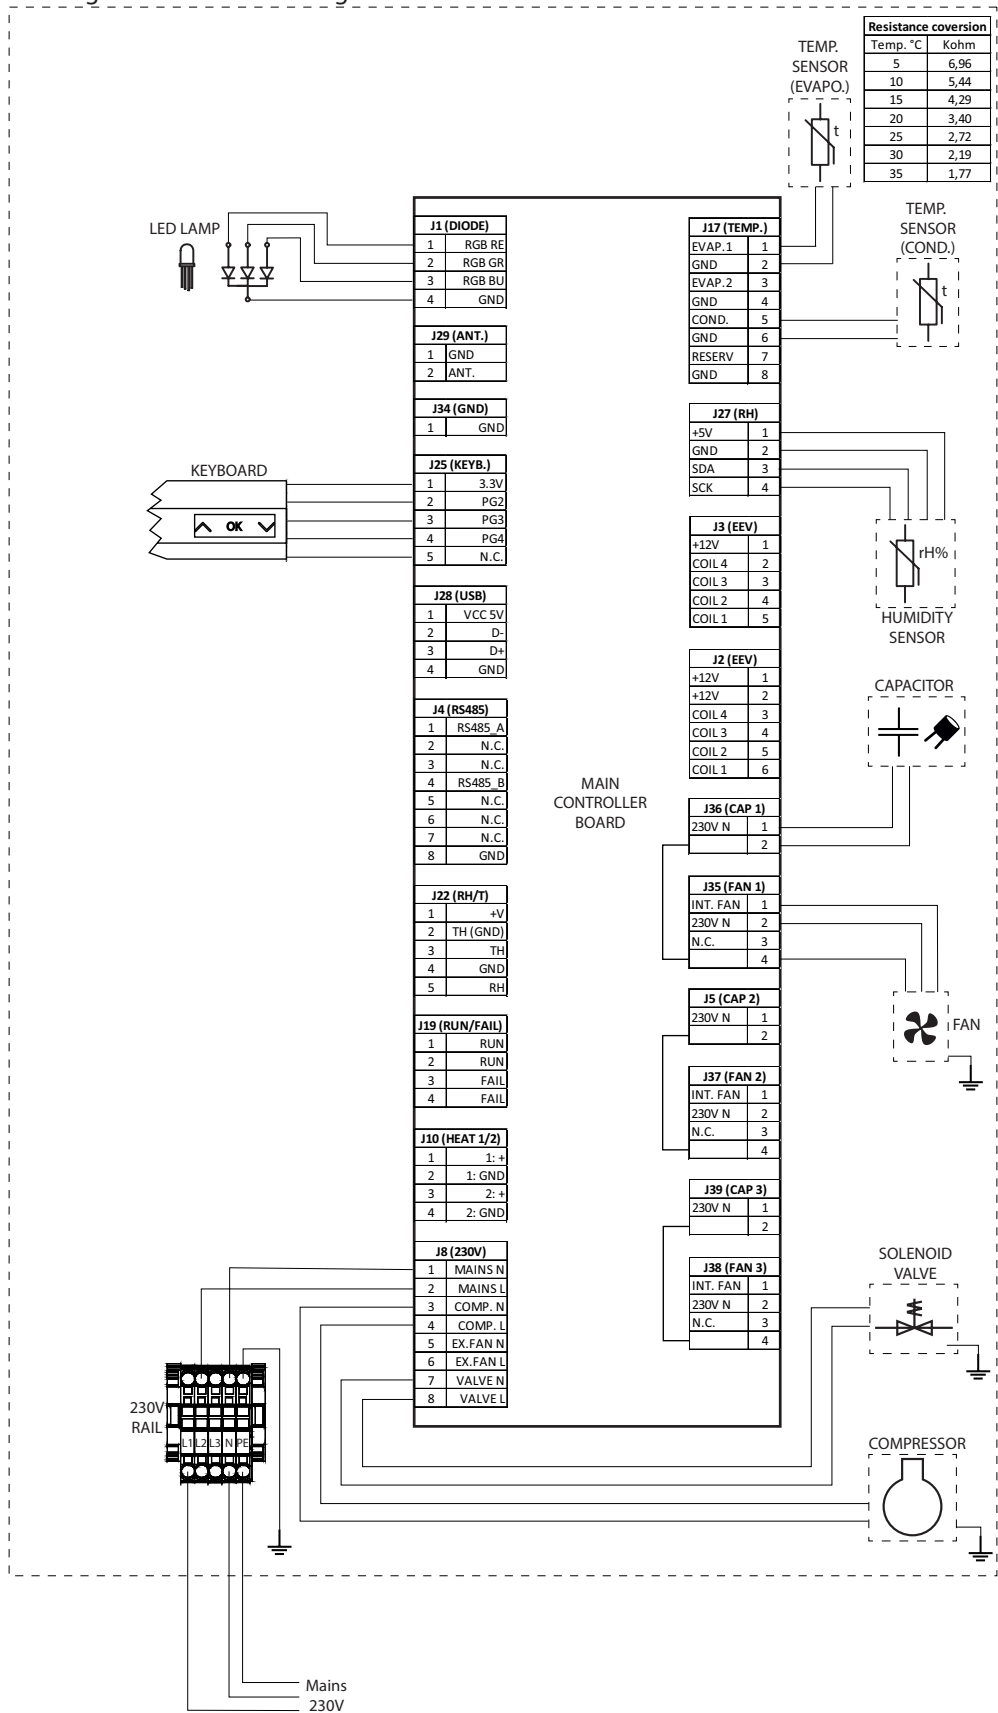 Resistance coversion
Temp. °C Kohm
5 6,96
10 5,44
15 4,29
20 3,40
25 2,72
30 2,19
35 1,77
TEMP.
SENSOR
(EVAPO.)
t
TEMP.
SENSOR
(COND.)
t
LED LAMP
J1 (DIODE)
1 RGB RE
2 RGB GR
3 RGB BU
4 GND
J29 (ANT.)
1 GND
2 ANT.
J34 (GND)
1 GND
KEYBOARD
OK
J25 (KEYB.)
1 3.3V
2 PG2
3 PG3
4 PG4
5 N.C.
J28 (USB)
1 VCC 5V
2 D-
3 D+
4 GND
J4 (RS485)
1 RS485_A
2 N.C.
3 N.C.
4 RS485_B
5 N.C.
6 N.C.
7 N.C.
8 GND
J22 (RH/T)
1 +V
2 TH (GND)
3 TH
4 GND
5 RH
J19 (RUN/FAIL)
1 RUN
2 RUN
3 FAIL
4 FAIL
J10 (HEAT 1/2)
1 1: +
2 1: GND
3 2: +
4 2: GND
J8 (230V)
1 MAINS N
2 MAINS L
3 COMP. N
4 COMP. L
5 EX.FAN N
6 EX.FAN L
7 VALVE N
8 VALVE L
MAIN
CONTROLLER
BOARD
J17 (TEMP.)
EVAP.1 1
GND 2
EVAP.2 3
GND 4
COND. 5
GND 6
RESERV 7
GND 8
J27 (RH)
+5V 1
GND 2
SDA 3
SCK 4
J3 (EEV)
+12V 1
COIL 4 2
COIL 3 3
COIL 2 4
COIL 1 5
J2 (EEV)
+12V 1
+12V 2
COIL 4 3
COIL 3 4
COIL 2 5
COIL 1 6
J36 (CAP 1)
230V N 1
2
J35 (FAN 1)
INT. FAN 1
230V N 2
N.C. 3
4
J5 (CAP 2)
230V N 1
2
J37 (FAN 2)
INT. FAN 1
230V N 2
N.C. 3
4
J39 (CAP 3)
230V N 1
2
J38 (FAN 3)
INT. FAN 1
230V N 2
N.C. 3
4
rH%
HUMIDITY
SENSOR
CAPACITOR
FAN
SOLENOID
VALVE
COMPRESSOR
230V
RAIL
L1 L2 L3 N PE
Mains
230V